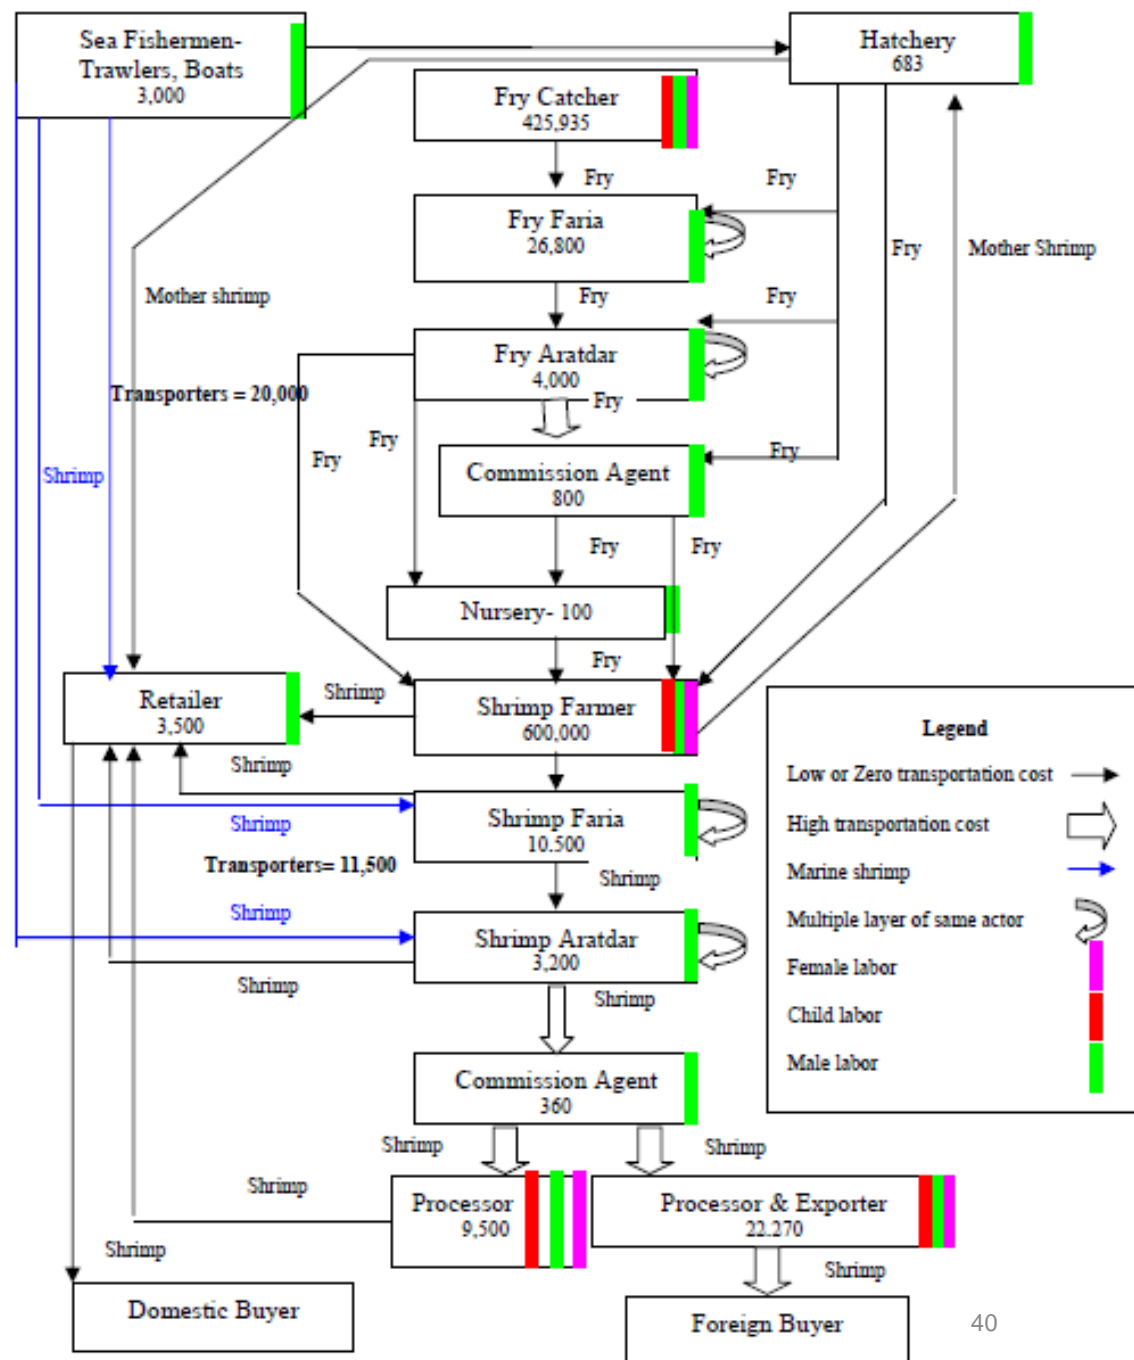 Sea Fishermen-
Trawlers, Boats
3,000
Hatchery
683
Fry Catcher
425,935
Fry
Fry
Fry Faria
26,800
Fry
Mother Shrimp
Mother shrimp
Fry
Fry
Fry Aratdar
4,000
Transporters = 20,000
Fry
Fry
Fry
Shrimp
Fry
Commission Agent
800
Fry
Fry
Nursery- 100
Fry
Retailer
3,500
Shrimp
Shrimp Farmer
600,000
Shrimp
Shrimp
Shrimp Faria
10.500
Transporters= 11,500
Shrimp
Shrimp
Shrimp Aratdar
3,200
Shrimp
Shrimp
Commission Agent
360
Shrimp
Shrimp
Shrimp
Processor
9,500
Processor & Exporter
22.270
Shrimp
Shrimp
Domestic Buyer
Foreign Buyer
Legend
Low or Zero transportation cost
High transportation cost
Marine shrimp
Multiple layer of same actor
Female labor
Child labor
Male labor
40